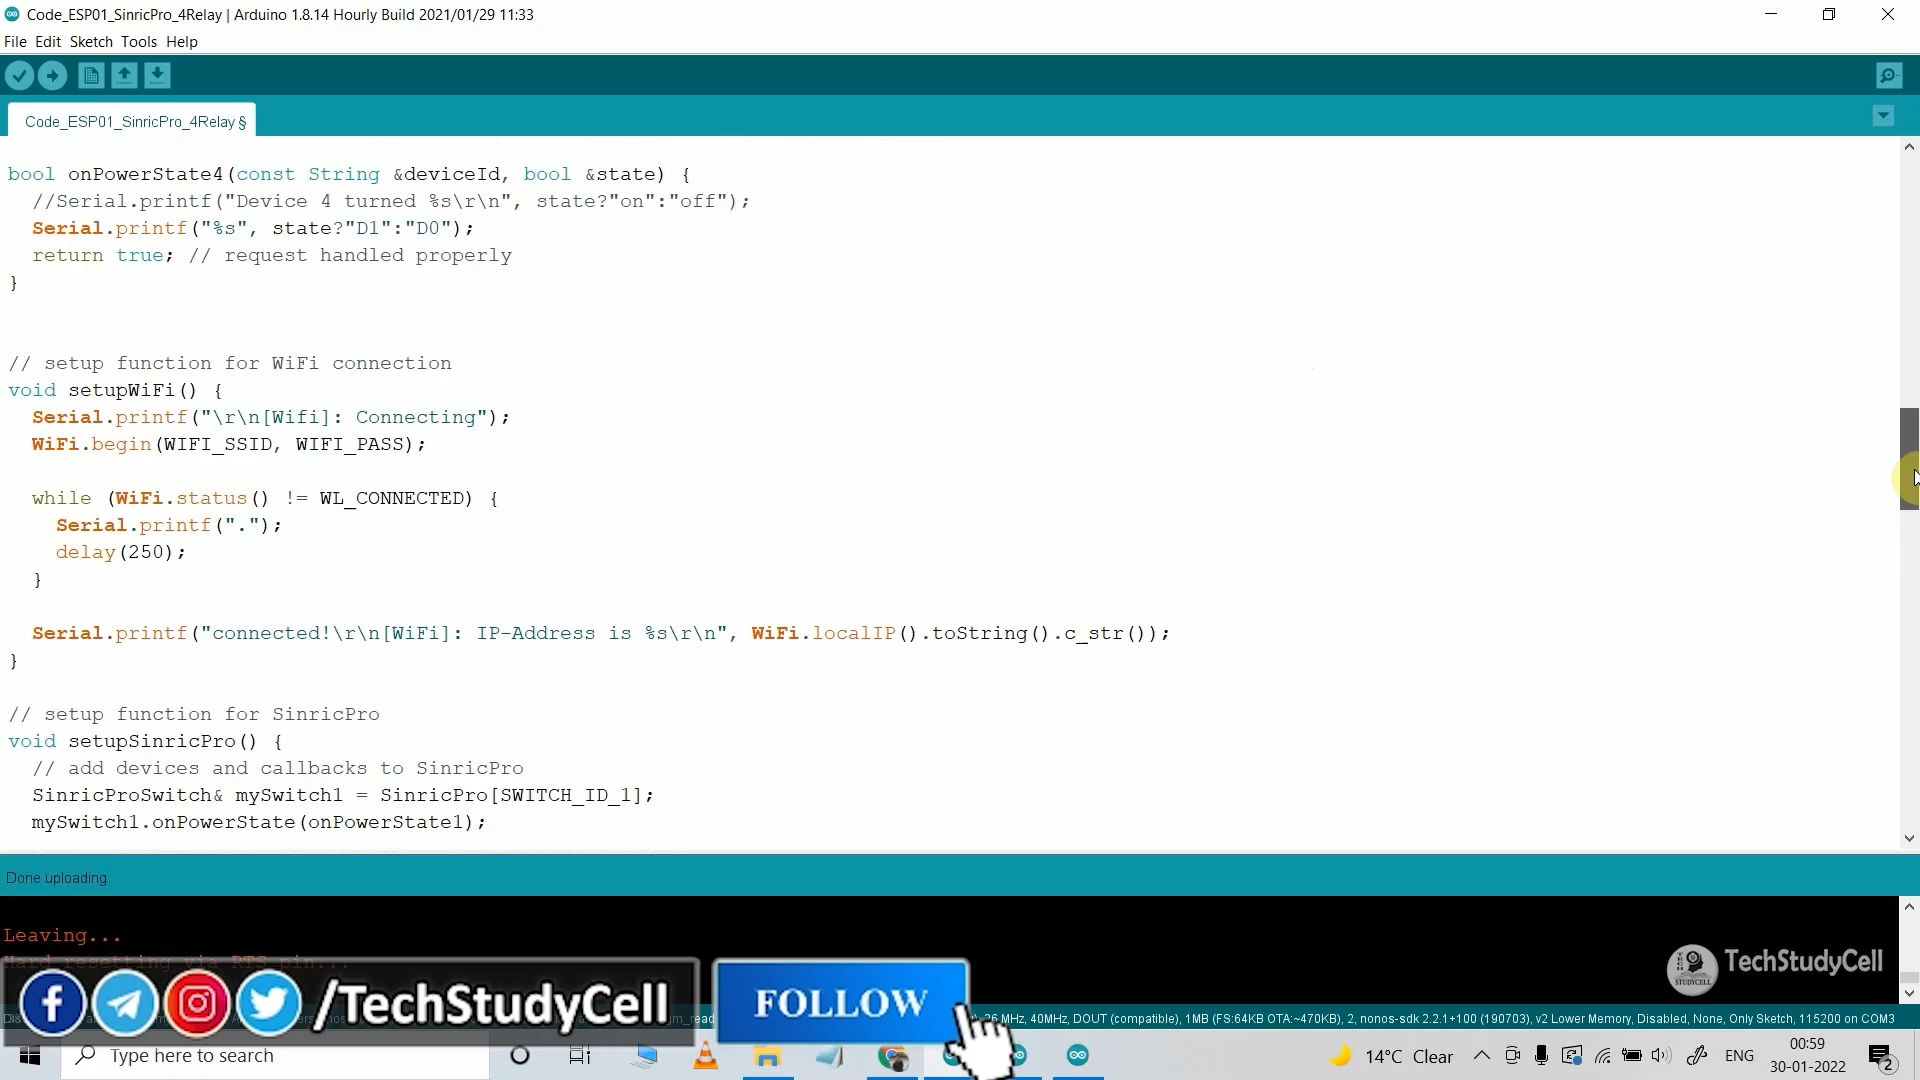 Code_ESP01_SinricPro_4Relay | Arduino 1.8.14 Hourly Build 2021/01/29 11:33
File Edit Sketch Tools Help
Code_ESP01_SinricPro_4Relay §
bool onPowerState4(const String &deviceId, bool &state) {
//Serial.printf("Device 4 turned %s\r\n", state?"on":"off");
Serial.printf("%s", state?"D1":"D0");
return true; // request handled properly
}
// setup function for WiFi connection
void setupWiFi() {
Serial.printf("\r\n[Wifi]: Connecting");
WiFi.begin(WIFI_SSID, WIFI_PASS);
while (WiFi.status() != WL_CONNECTED) {
Serial.printf(".");
delay(250);
}
Serial.printf("connected!\r\n[WiFi]: IP-Address is %s\r\n", WiFi.localIP().toString().c_str());
}
// setup function for SinricPro
void setupSinricPro() {
// add devices and callbacks to SinricPro
SinricProSwitch& mySwitch1 = SinricPro[SWITCH_ID_1];
mySwitch1.onPowerState(onPowerState1);
Done uploading.
Leaving...
Hard resetting via RTS pin...
TechStudyCell
/TechStudyCell
FOLLOW
26 MHz, 40MHz, DOUT (compatible), 1MB (FS:64KB OTA:~470KB), 2, nonos-sdk 2.2.1+100 (190703), v2 Lower Memory, Disabled, None, Only Sketch, 115200 on COM3
Type here to search
14°C Clear
ENG
00:59
30-01-2022
2